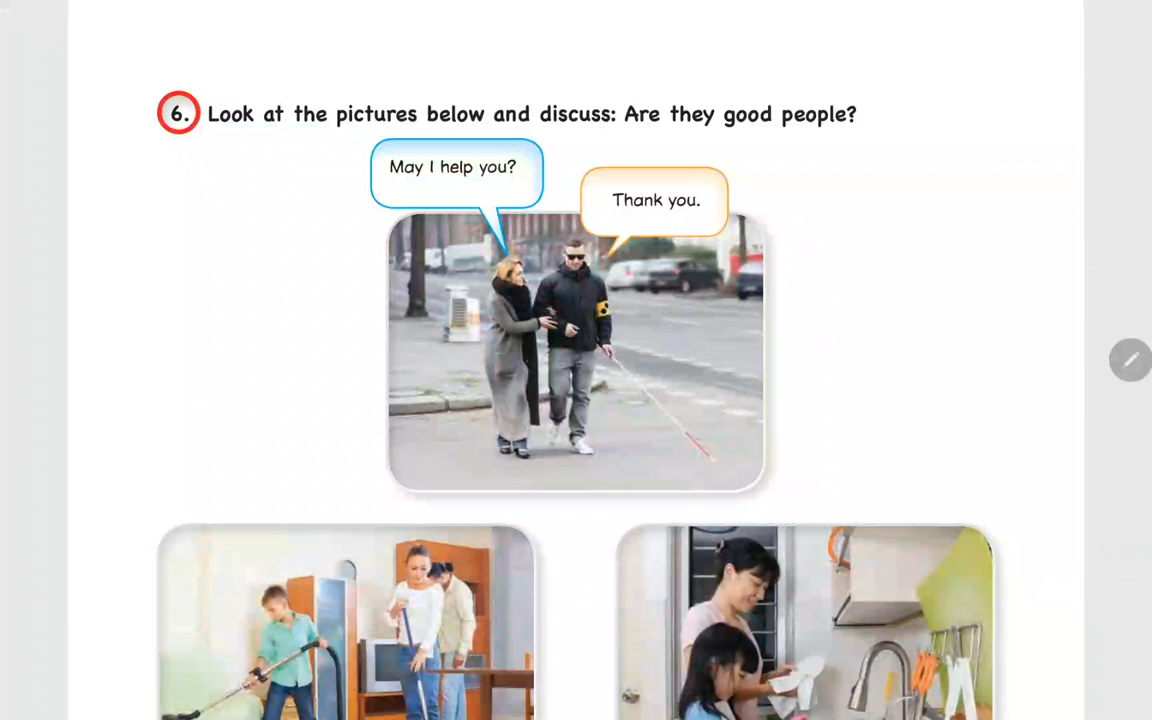 6. Look at the pictures below and discuss: Are they good people?
May I help you?
Thank you.